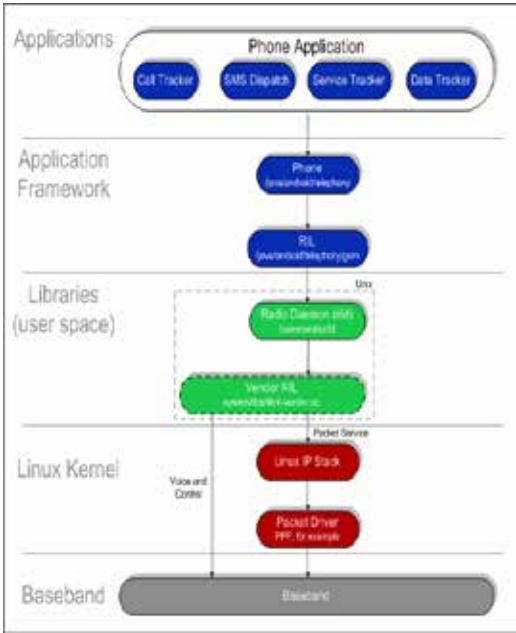 Applications
Phone Application
Call Tracker
SMS Dispatch
Service Tracker
Data Tracker
Application
Framework
Phone
RIL
Libraries
(user space)
Radio Daemon (rild)
Vendor RIL
Packet Service
Linux Kernel
Linux IP Stack
Voice and
Control
Packet Driver
PPP, for example
Baseband
Baseband